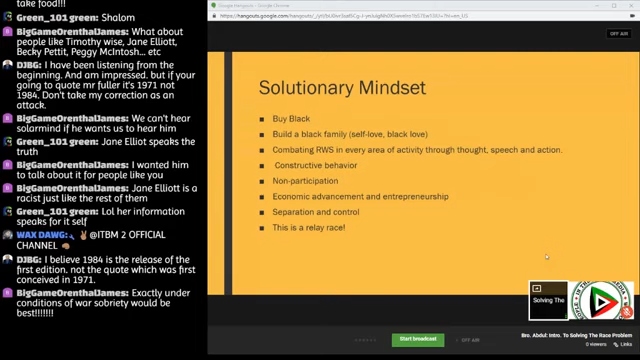 take food!!!
Green_101 green: Shalom
BigGameOrenthalJames: What about
people like Timothy wise, Jane Elliott,
Becky Pettit, Peggy McIntosh... etc
DJBG: I have been listening from the
beginning. And am impressed. but if your
going to quote mr fuller it's 1971 not
1984. Don't take my correction as an
attack.
BigGameOrenthalJames: We can't hear
solarmind if he wants us to hear him
Green_101 green: Jane Elliot speaks
the truth
BigGameOrenthalJames: I wanted him
to talk about it for people like you
BigGameOrenthalJames: Jane Elliott is a
racist just like the rest of them
Green_101 green: Lol her information
speaks for it self
WAX DAWG: @ITBM 2 OFFICIAL
CHANNEL
DJBG: I believe 1984 is the release of the
first edition. not the quote which was first
conceived in 1971.
BigGameOrenthalJames: Exactly under
conditions of war sobriety would be
best!!!!!!!
Google Hangouts - Google Chrome
https://hangouts.google.com/hangouts/
OFF AIR
Solutionary Mindset
Buy Black
Build a black family (self-love, black love)
Combating RWS in every area of activity through thought, speech and action.
Constructive behavior
Non-participation
Economic advancement and entrepreneurship
Separation and control
This is a relay race!
Solving The
Start broadcast
OFF AIR
Bro. Abdul: Intro. To Solving The Race Problem
0 viewers
Links